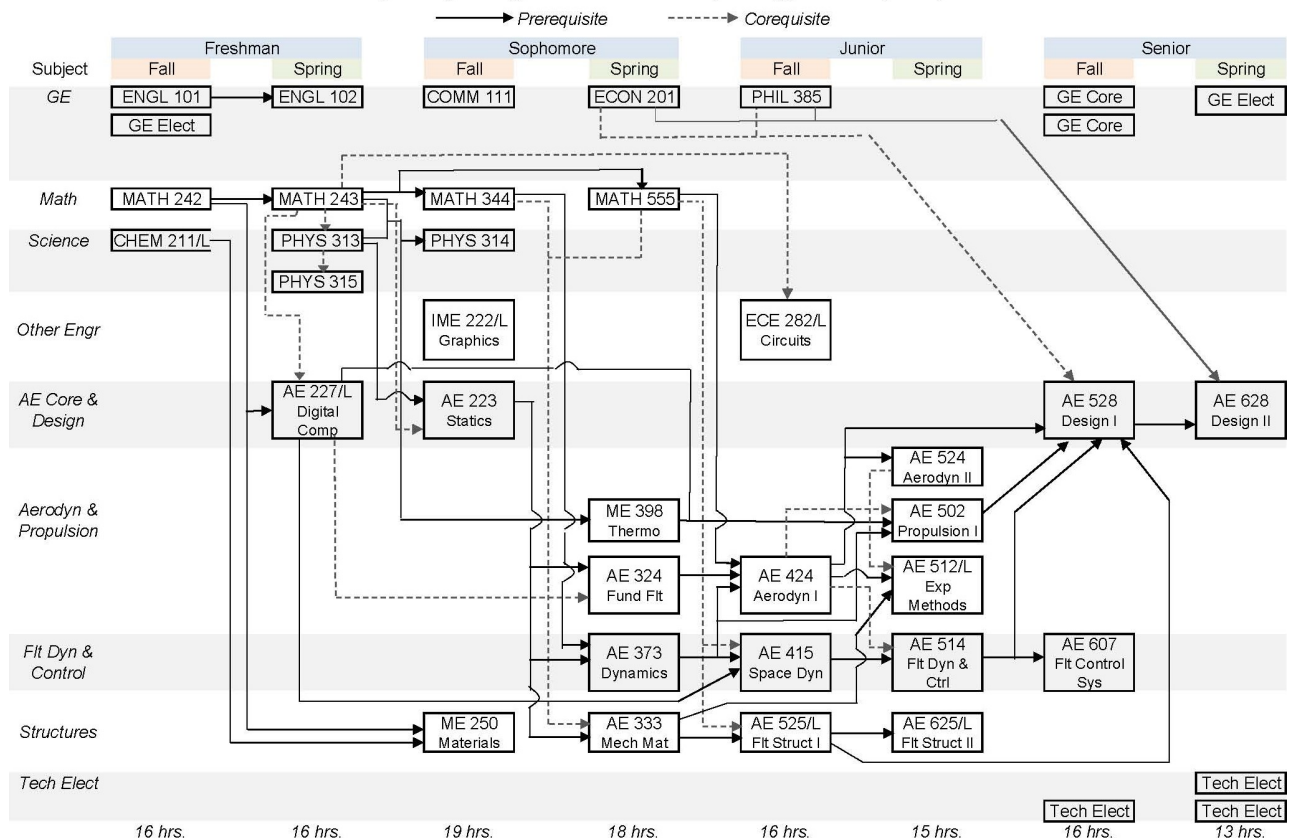 Prerequisite Corequisite
Freshman Sophomore Junior Senior
Subject Fall Spring Fall Spring Fall Spring Fall Spring
GE ENGL 101 ENGL 102 COMM 111 ECON 201 PHIL 385 GE Core GE Elect
GE Elect GE Core
Math MATH 242 MATH 243 MATH 344 MATH 555
Science CHEM 211/L PHYS 313 PHYS 314
PHYS 315
Other Engr
IME 222/L ECE 282/L
Graphics Circuits
AE Core &
Design
AE 227/L AE 223 AE 528 AE 628
Digital Statics Design I Design II
Comp
AE 524
Aerodyn II
Aerodyn &
Propulsion
ME 398 AE 502
Thermo Propulsion I
AE 324 AE 424 AE 512/L
Fund Flt Aerodyn I Exp
Methods
Flt Dyn &
Control
AE 373 AE 415 AE 514 AE 607
Dynamics Space Dyn Flt Dyn & Flt Control
Ctrl Sys
Structures
ME 250 AE 333 AE 525/L AE 625/L
Materials Mech Mat Flt Struct I Flt Struct II
Tech Elect Tech Elect
Tech Elect Tech Elect
16 hrs. 16 hrs. 19 hrs. 18 hrs. 16 hrs. 15 hrs. 16 hrs. 13 hrs.